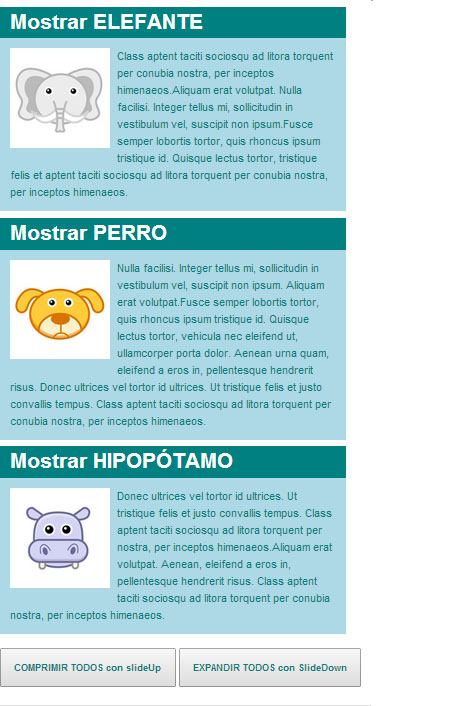 Mostrar ELEFANTE
Class aptent taciti sociosqu ad litora torquent
per conubia nostra, per inceptos
himenaeos.Aliquam erat volutpat. Nulla
facilisi. Integer tellus mi, sollicitudin in
vestibulum vel, suscipit non ipsum.Fusce
semper lobortis tortor, quis rhoncus ipsum
tristique id. Quisque lectus tortor, tristique
felis et aptent taciti sociosqu ad litora torquent per conubia nostra,
per inceptos himenaeos.
Mostrar PERRO
Nulla facilisi. Integer tellus mi, sollicitudin in
vestibulum vel, suscipit non ipsum. Aliquam
erat volutpat.Fusce semper lobortis tortor,
quis rhoncus ipsum tristique id. Quisque
lectus tortor, vehicula nec eleifend ut,
ullamcorper porta dolor. Aenean urna quam,
eleifend a eros in, pellentesque hendrerit
risus. Donec ultrices vel tortor id ultrices. Ut tristique felis et justo
convallis tempus. Class aptent taciti sociosqu ad litora torquent per
conubia nostra, per inceptos himenaeos.
Mostrar HIPOPÓTAMO
Donec ultrices vel tortor id ultrices. Ut
tristique felis et justo convallis tempus. Class
aptent taciti sociosqu ad litora torquent per
nostra, per inceptos himenaeos.Aliquam erat
volutpat. Aenean, eleifend a eros in,
pellentesque hendrerit risus. Class aptent
taciti sociosqu ad litora torquent per conubia
nostra, per inceptos himenaeos.
COMPRIMIR TODOS con slideUp EXPANDIR TODOS con SlideDown